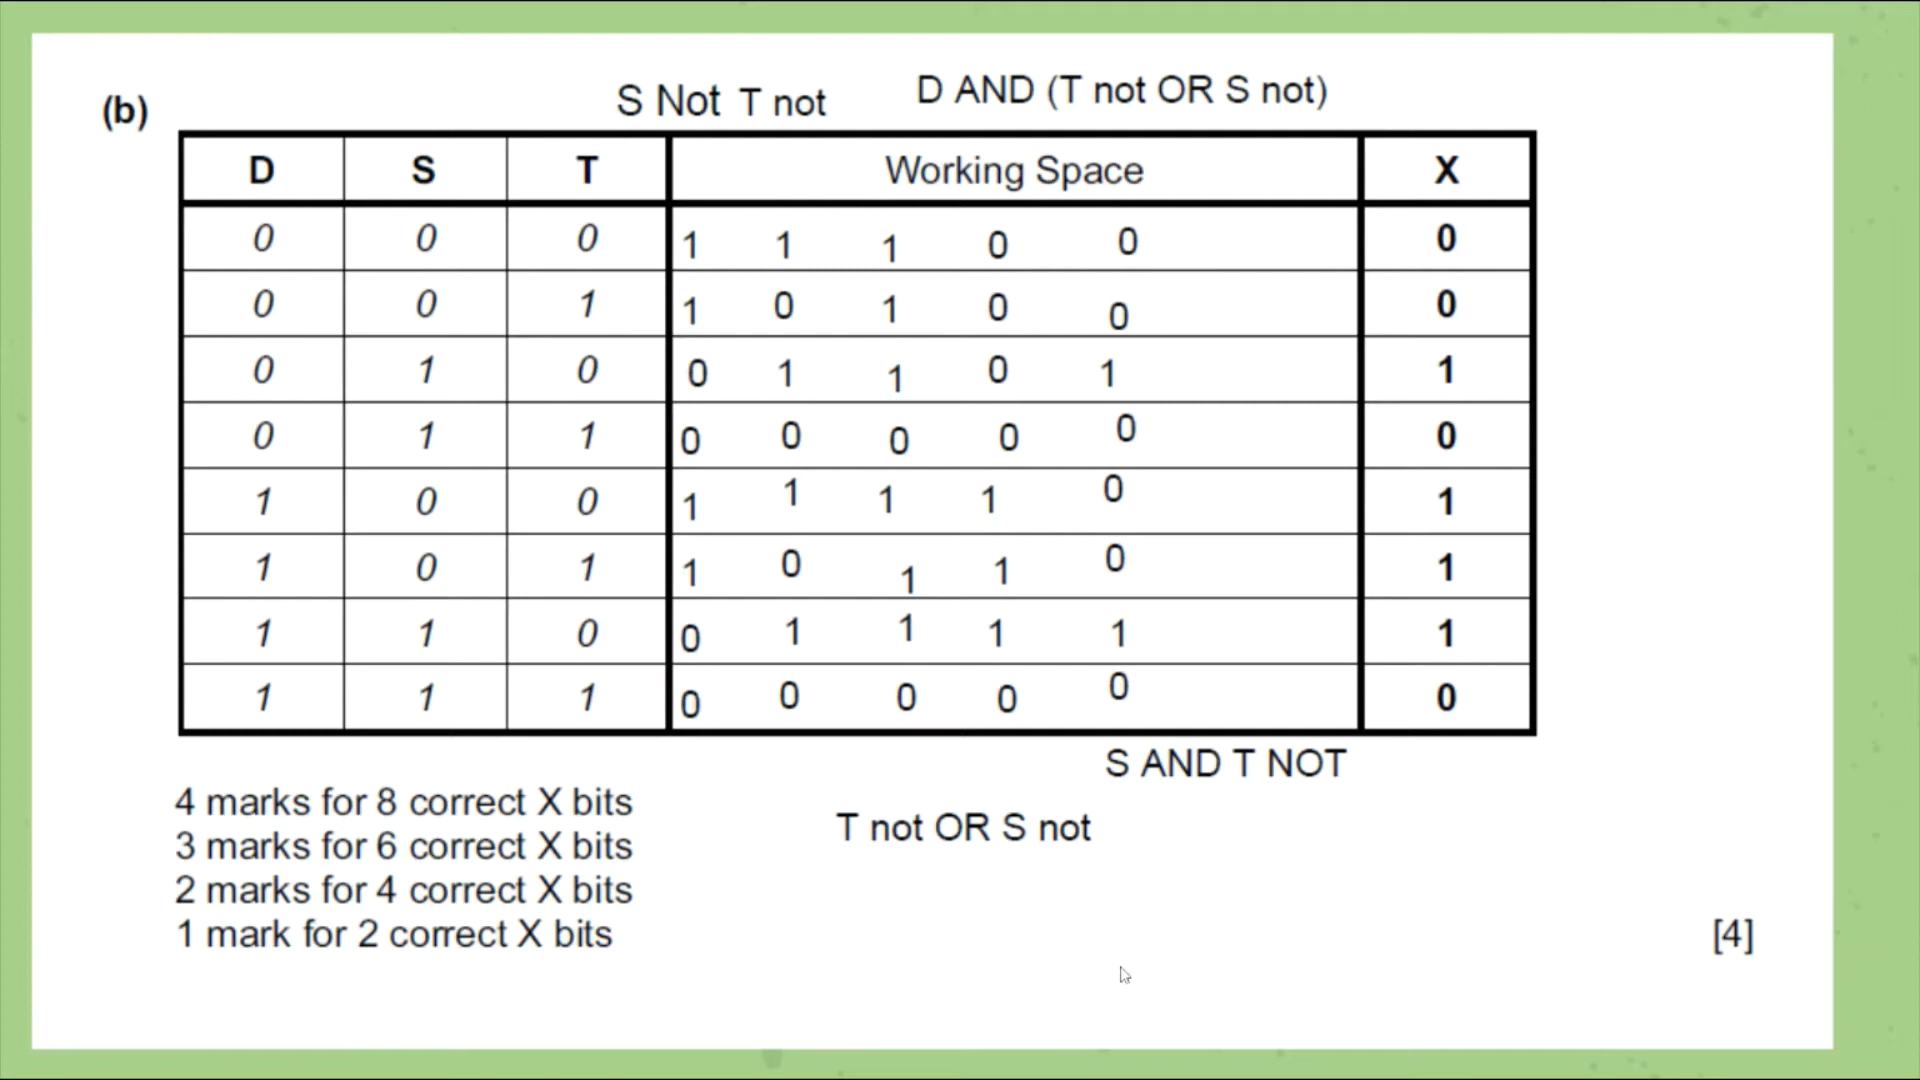 S Not T not D AND (T not OR S not)
(b)
D S T Working Space X
0 0 0 1 1 1 0 0 0
0 0 1 1 0 1 0 0 0
0 1 0 0 1 1 0 1 1
0 1 1 0 0 0 0 0 0
1 0 0 1 1 1 1 0 1
1 0 1 1 0 1 1 0 1
1 1 0 0 1 1 1 1 1
1 1 1 0 0 0 0 0 0
S AND T NOT
4 marks for 8 correct X bits
T not OR S not
3 marks for 6 correct X bits
2 marks for 4 correct X bits
1 mark for 2 correct X bits
[4]